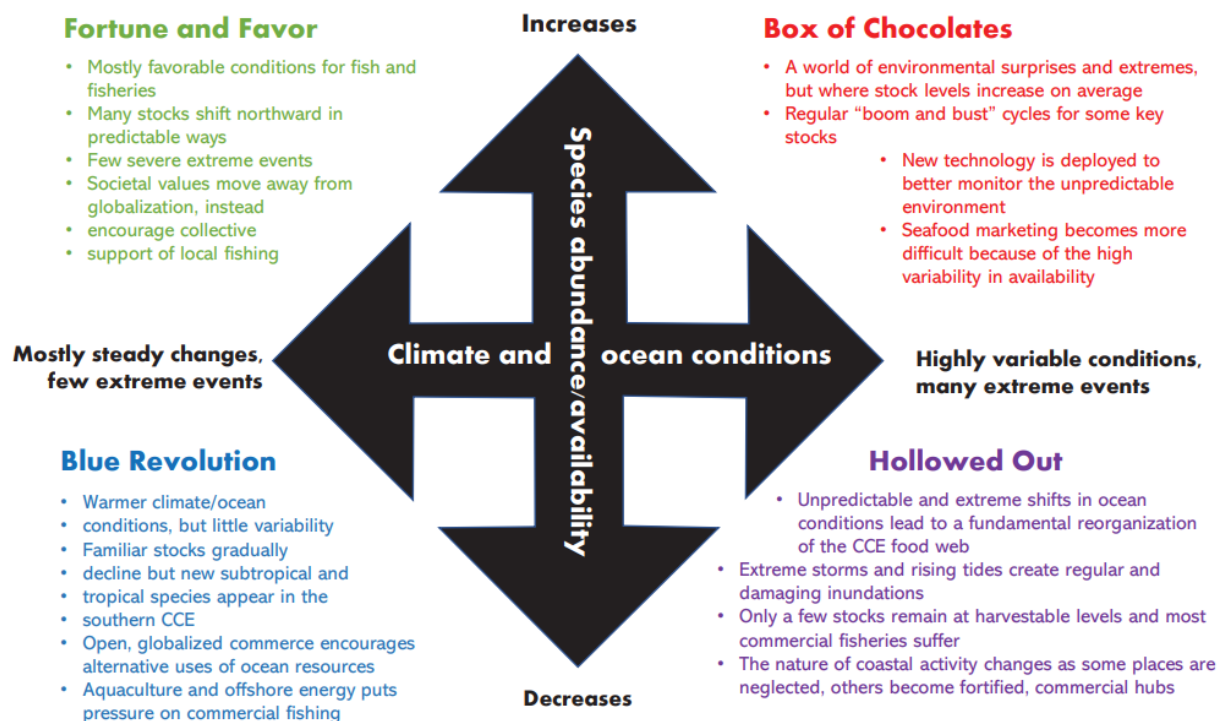 Increases
Fortune and Favor
• Mostly favorable conditions for fish and
fisheries
• Many stocks shift northward in
predictable ways
• Few severe extreme events
• Societal values move away from
globalization, instead
• encourage collective
• support of local fishing
Box of Chocolates
• A world of environmental surprises and extremes,
but where stock levels increase on average
• Regular “boom and bust” cycles for some key
stocks
• New technology is deployed to
better monitor the unpredictable
environment
• Seafood marketing becomes more
difficult because of the high
variability in availability
Species abundance/availability
Mostly steady changes,
few extreme events
Climate and ocean conditions
Highly variable conditions,
many extreme events
Blue Revolution
• Warmer climate/ocean
• conditions, but little variability
• Familiar stocks gradually
• decline but new subtropical and
• tropical species appear in the
• southern CCE
• Open, globalized commerce encourages
alternative uses of ocean resources
• Aquaculture and offshore energy puts
pressure on commercial fishing
Hollowed Out
• Unpredictable and extreme shifts in ocean
conditions lead to a fundamental reorganization
of the CCE food web
• Extreme storms and rising tides create regular and
damaging inundations
• Only a few stocks remain at harvestable levels and most
commercial fisheries suffer
• The nature of coastal activity changes as some places are
neglected, others become fortified, commercial hubs
Decreases